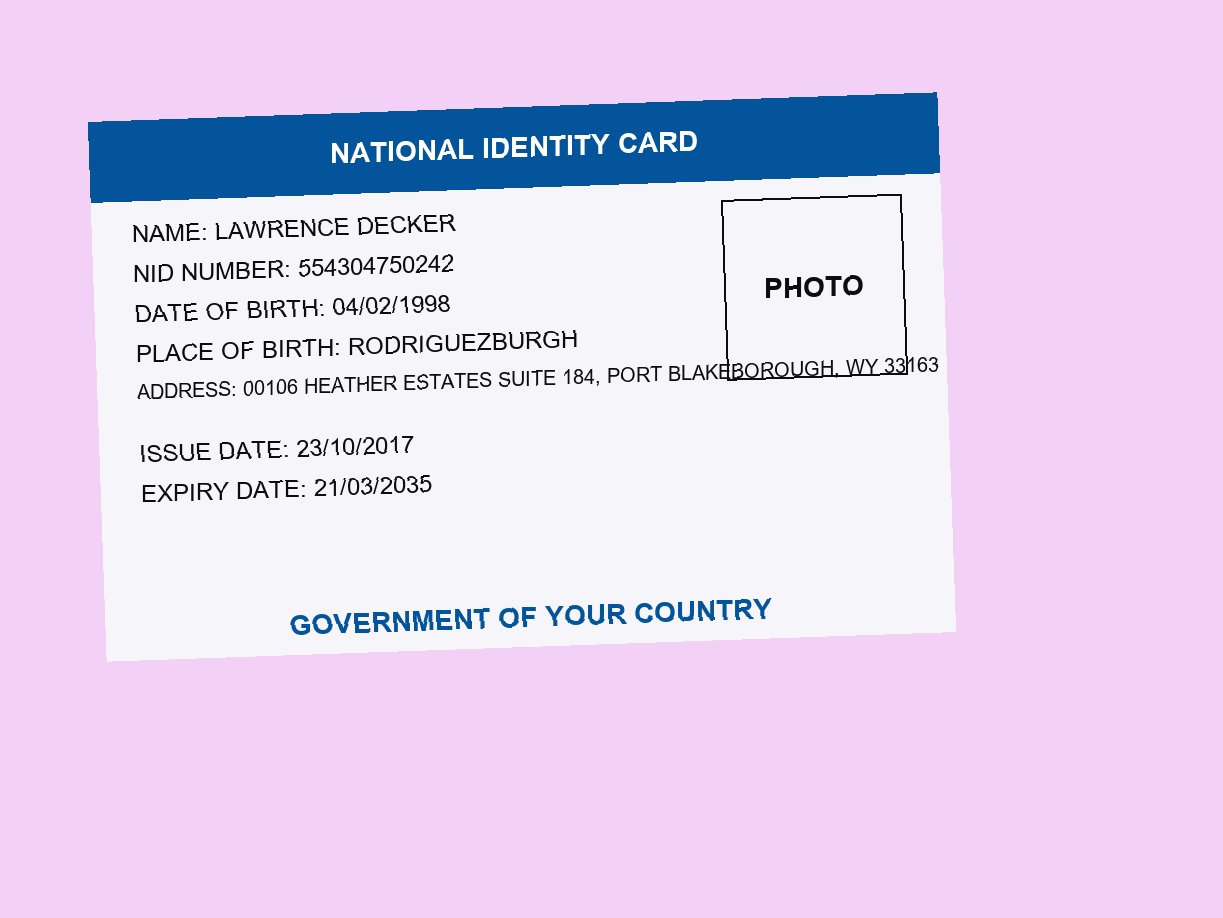 NATIONAL IDENTITY CARD
NAME: LAWRENCE DECKER
NID NUMBER: 554304750242
DATE OF BIRTH: 04/02/1998
PLACE OF BIRTH: RODRIGUEZBURGH
PHOTO
ADDRESS: 00106 HEATHER ESTATES SUITE 184, PORT BLAKEBOROUGH, WY 33163
ISSUE DATE: 23/10/2017
EXPIRY DATE: 21/03/2035
GOVERNMENT OF YOUR COUNTRY